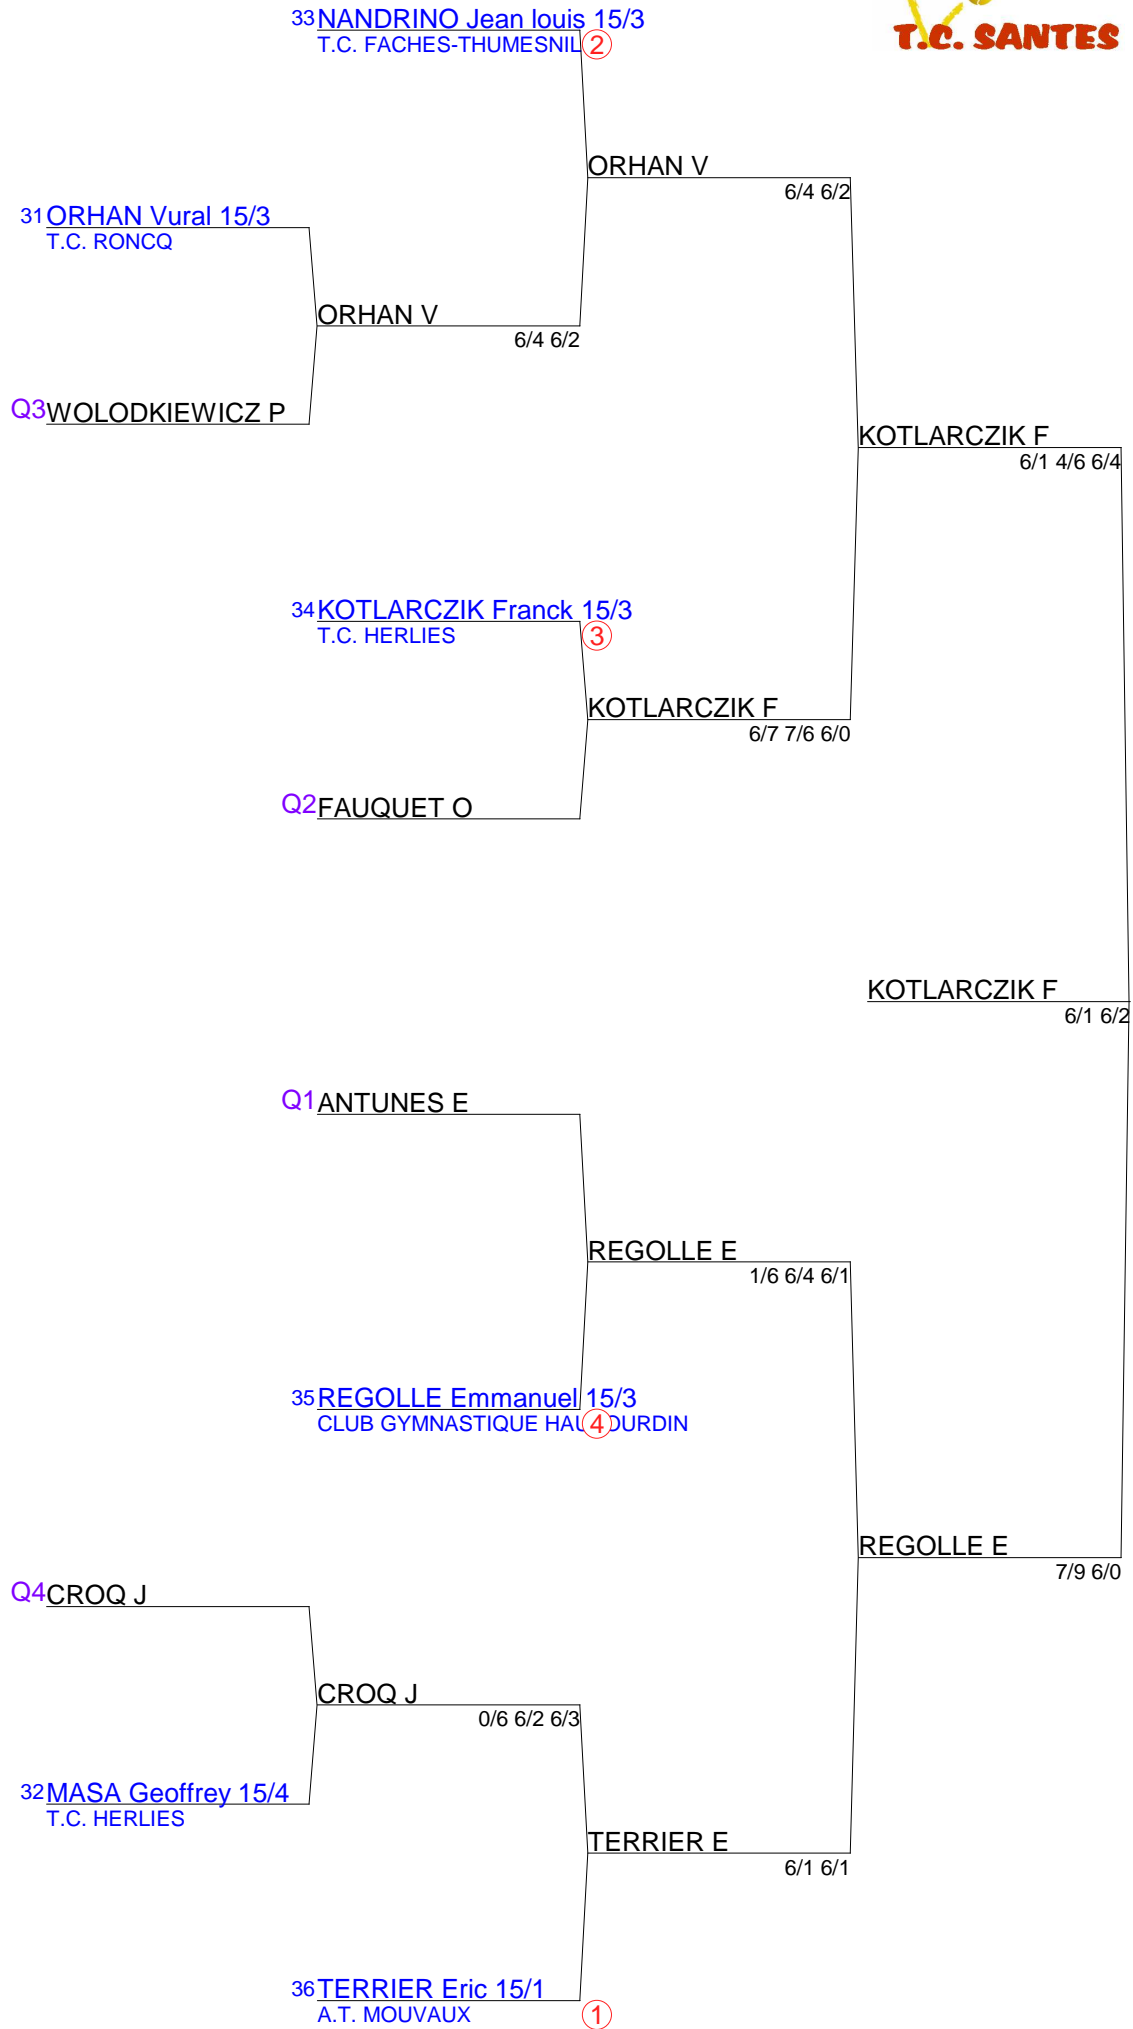 33 NANDRINO Jean louis 15/3
T.C. FACHES-THUMESNIL 2
T.C. SANTES
ORHAN V
6/4 6/2
31 ORHAN Vural 15/3
T.C. RONCQ
ORHAN V
6/4 6/2
Q3 WOLODKIEWICZ P
KOTLARCZIK F
6/1 4/6 6/4
34 KOTLARCZIK Franck 15/3
T.C. HERLIES 3
KOTLARCZIK F
6/7 7/6 6/0
Q2 FAUQUET O
KOTLARCZIK F
6/1 6/2
Q1 ANTUNES E
REGOLLE E
1/6 6/4 6/1
35 REGOLLE Emmanuel 15/3
CLUB GYMNASTIQUE 4
REGOLLE E
7/9 6/0
Q4 CROQ J
CROQ J
0/6 6/2 6/3
32 MASA Geoffrey 15/4
T.C. HERLIES
TERRIER E
6/1 6/1
36 TERRIER Eric 15/1
A.T. MOUVAUX 1